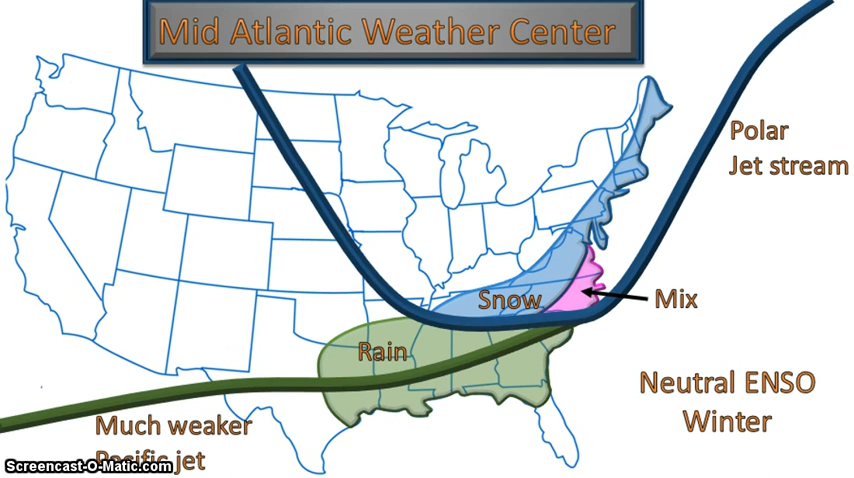 Mid Atlantic Weather Center
Polar
Jet stream
Snow
Mix
Rain
Neutral ENSO
Winter
Much weaker
Pacific jet
Screencast-O-Matic.com